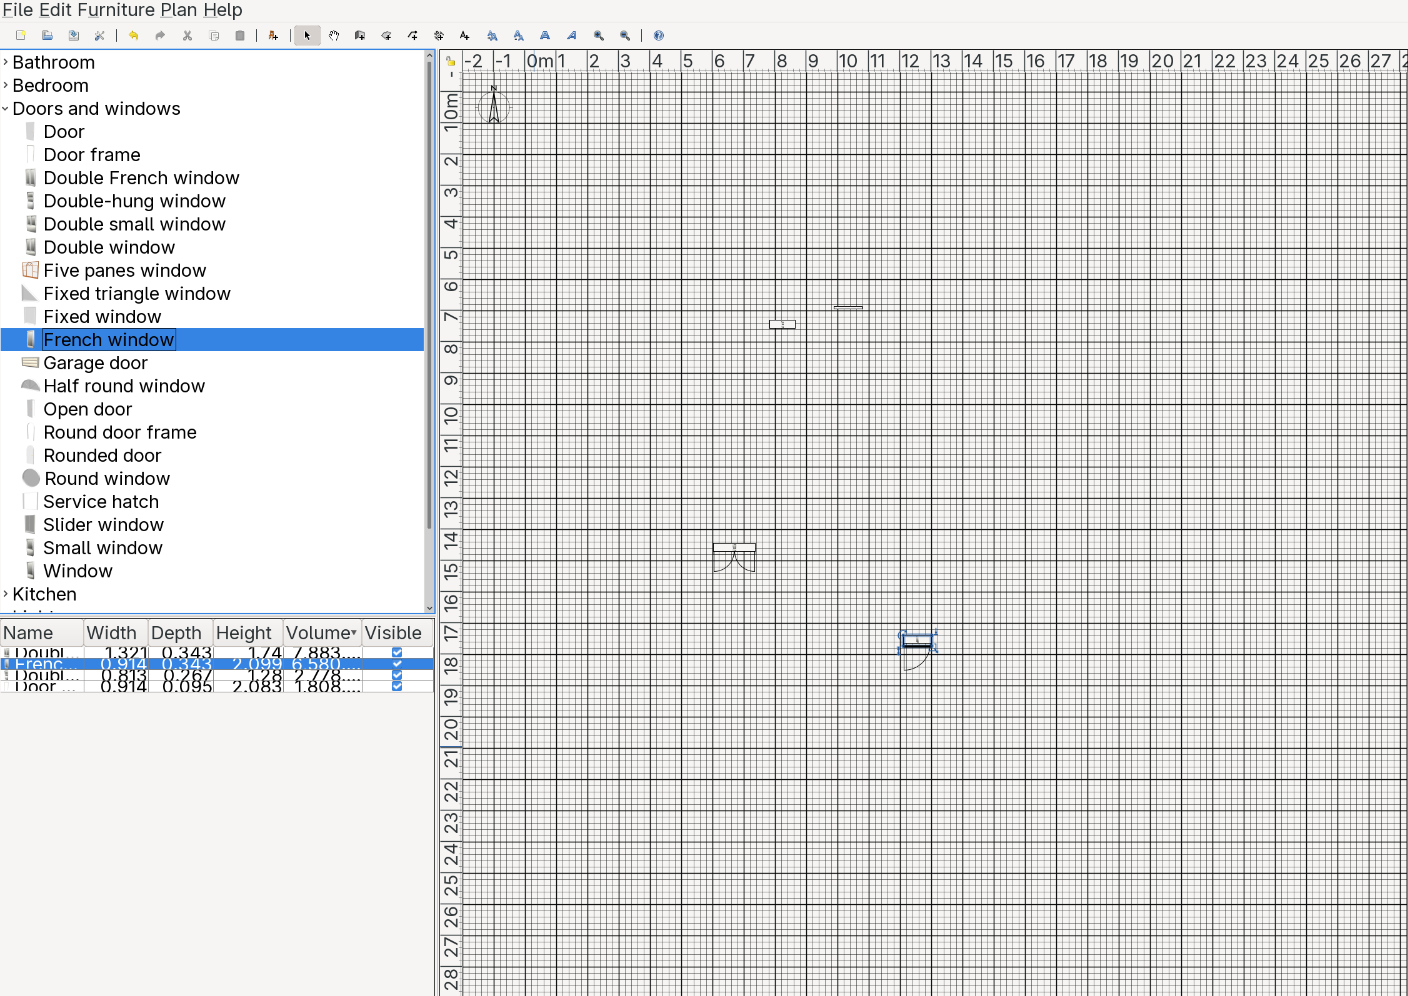 File Edit Furniture Plan Help
Bathroom
Bedroom
Doors and windows
Door
Door frame
Double French window
Double-hung window
Double small window
Double window
Five panes window
Fixed triangle window
Fixed window
French window
Garage door
Half round window
Open door
Round door frame
Rounded door
Round window
Service hatch
Slider window
Small window
Window
Kitchen
Name Width Depth Height Volume Visible
Doubl... 1.321 0.343 1.74 7.883....
Frenc... 0.914 0.343 2.099 6.580....
Doubl... 0.813 0.267 1.28 2.778....
Door ... 0.914 0.095 2.083 1.808....
-2 -1 0m 1 2 3 4 5 6 7 8 9 10 11 12 13 14 15 16 17 18 19 20 21 22 23 24 25 26 27 2
0m
1
2
3
4
5
6
7
8
9
10
11
12
13
14
15
16
17
18
19
20
21
22
23
24
25
26
27
28
N